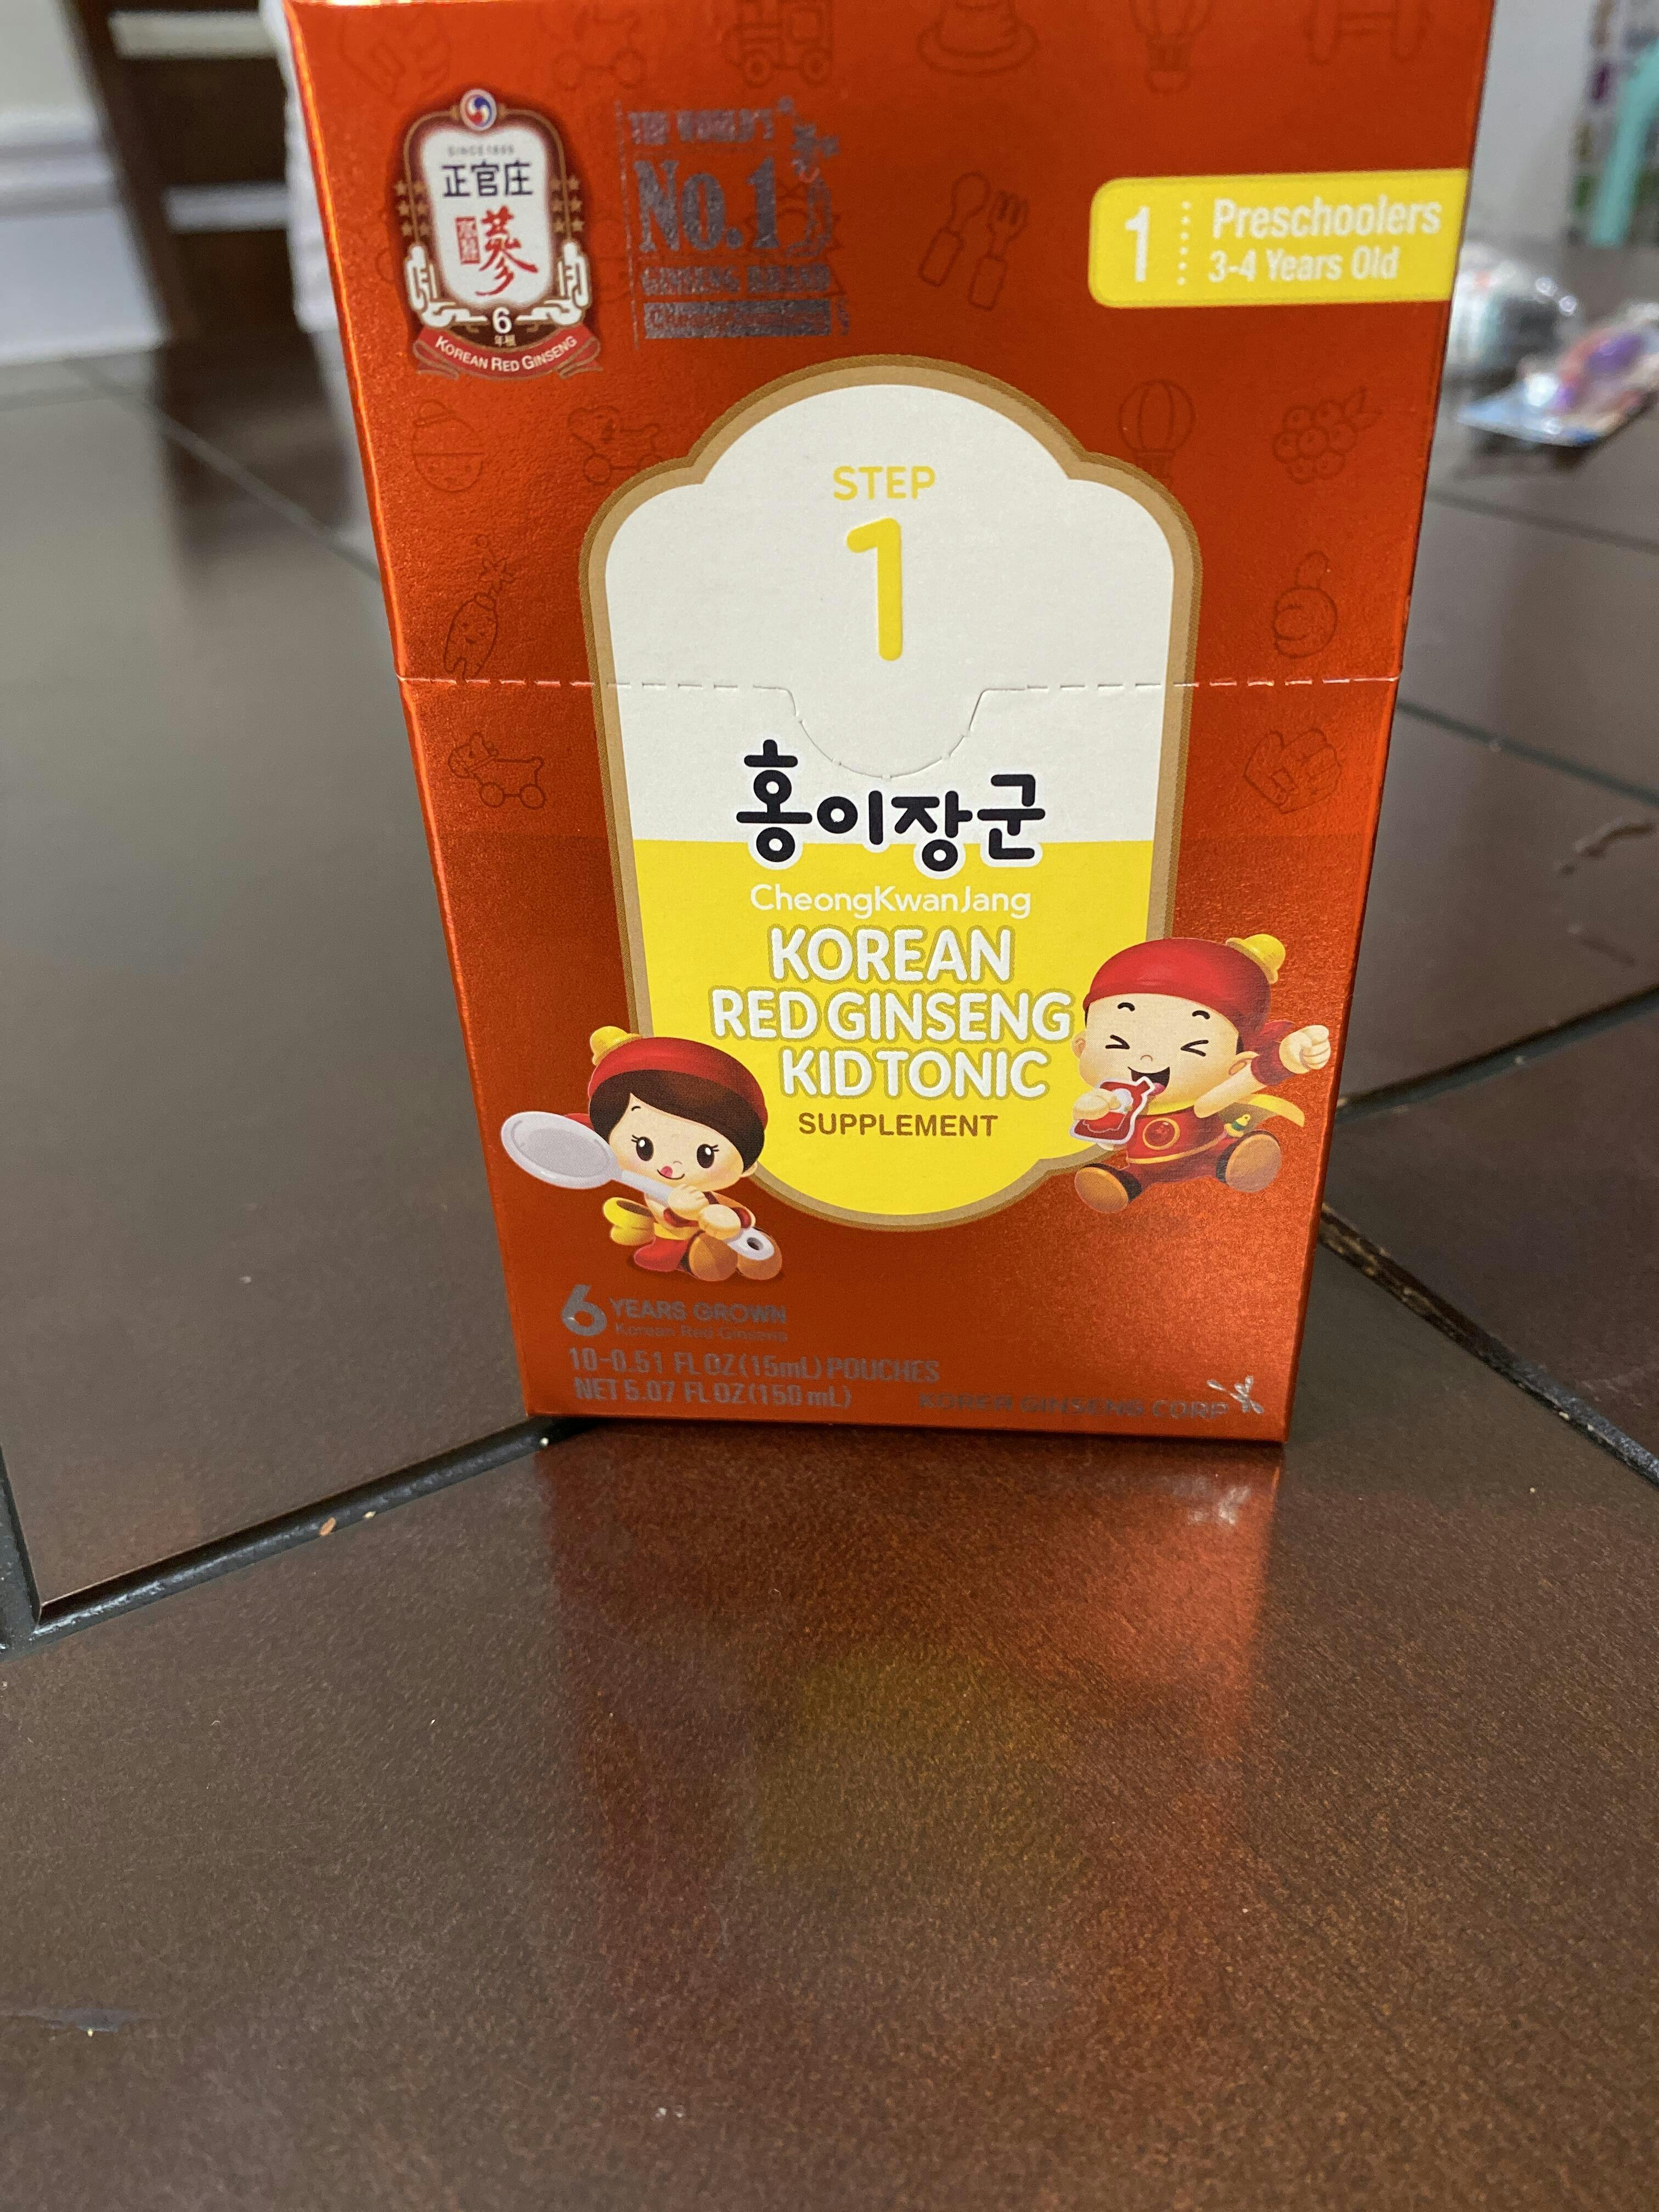 SINCE 1899
正官庄
蔘
6
年根
KOREAN RED GINSENG
THE WORLD'S
No.1
GINSENG BRAND
1 Preschoolers
3-4 Years Old
STEP
1
홍이장군
CheongKwanJang
KOREAN
RED GINSENG
KID TONIC
SUPPLEMENT
6 YEARS GROWN
Korean Red Ginseng
10-0.51 FL OZ(15mL) POUCHES
NET 5.07 FL OZ(150 mL)
KOREA GINSENG CORP